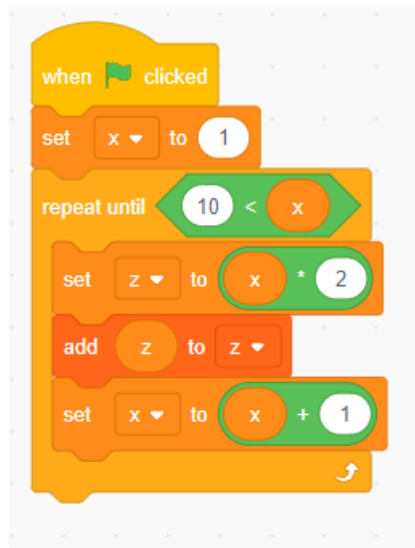 when clicked
set x to 1
repeat until 10 < x
set z to x * 2
add z to z
set x to x + 1